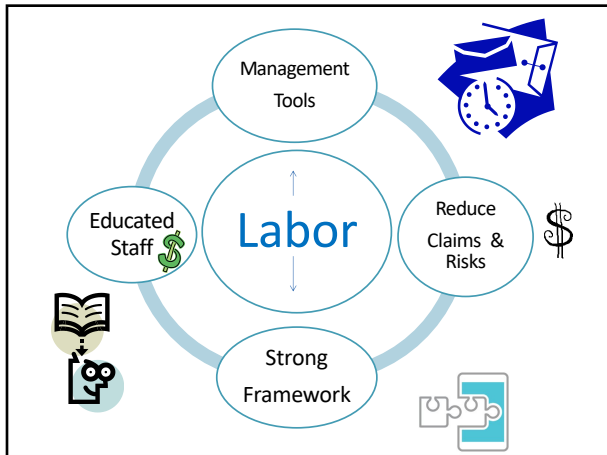 Management
Tools
Educated
Staff
$
Labor
Reduce
Claims & 
Risks
$
Strong
Framework